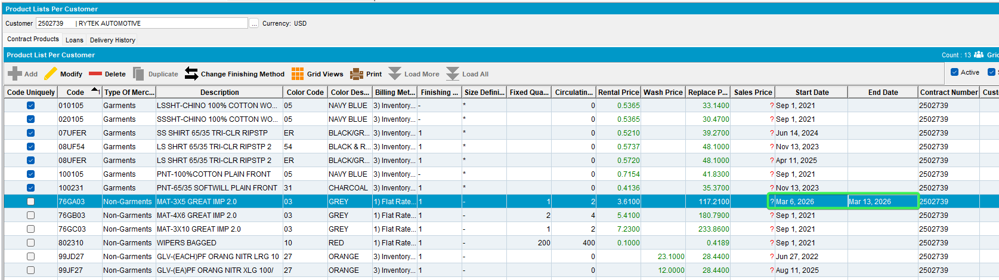 Product Lists Per Customer
Customer 2502739 | RYTEK AUTOMOTIVE ... Currency: USD
Contract Products Loans Delivery History
Product List Per Customer Count : 13 Grid
Add Modify Delete Duplicate Change Finishing Method Grid Views Print Load More Load All Active S
Code Uniquely Code 1 Type Of Merc... Description Color Code Color Des... Billing Met... Finishing ... Size Defini... Fixed Qua... Circulatin... Rental Price Wash Price Replace P... Sales Price Start Date End Date Contract Number Custo
010105 Garments LSSHT-CHINO 100% COTTON WO... 05 NAVY BLUE 3) Inventory... - * 0 0.5365 33.1400 ? Sep 1, 2021 2502739
020105 Garments SSSHT-CHINO 100% COTTON WO... 05 NAVY BLUE 3) Inventory... - * 0 0.5365 30.4700 ? Sep 1, 2021 2502739
07UFER Garments SS SHIRT 65/35 TRI-CLR RIPSTP ER BLACK/GR... 3) Inventory... 1 * 0 0.5210 39.2700 ? Jun 14, 2024 2502739
08UF54 Garments LS SHRT 65/35 TRI-CLR RIPSTP 2 54 BLACK & R... 3) Inventory... 1 * 0 0.5737 48.1000 ? Nov 13, 2023 2502739
08UFER Garments LS SHRT 65/35 TRI-CLR RIPSTP 2 ER BLACK/GR... 3) Inventory... 1 * 0 0.5720 48.1000 ? Apr 11, 2025 2502739
100105 Garments PNT-100%COTTON PLAIN FRONT 05 NAVY BLUE 3) Inventory... - * 0 0.7154 41.8300 ? Sep 1, 2021 2502739
100231 Garments PNT-65/35 SOFTWILL PLAIN FRONT 31 CHARCOAL 3) Inventory... 1 * 0 0.4136 35.3700 ? Nov 13, 2023 2502739
76GA03 Non-Garments MAT-3X5 GREAT IMP 2.0 03 GREY 1) Flat Rate... 1 - 1 2 3.6100 117.2100 ? Mar 6, 2026 Mar 13, 2026 2502739
76GB03 Non-Garments MAT-4X6 GREAT IMP 2.0 03 GREY 1) Flat Rate... 1 - 2 4 5.4100 180.7900 ? Sep 1, 2021 2502739
76GC03 Non-Garments MAT-3X10 GREAT IMP 2.0 03 GREY 1) Flat Rate... 1 - 1 2 7.2300 233.8600 ? Sep 1, 2021 2502739
802310 Non-Garments WIPERS BAGGED 10 RED 1) Flat Rate... 1 - 200 400 0.1000 0.4189 ? Sep 1, 2021 2502739
99JD27 Non-Garments GLV-(EACH)PF ORANG NITR LRG 10 27 ORANGE 3) Inventory... 1 - 0 23.1000 28.4400 ? Jun 27, 2022 2502739
99JF27 Non-Garments GLV-(EA)PF ORANG NITR XLG 100/ 27 ORANGE 3) Inventory... 1 - 0 12.0000 28.4400 ? Aug 11, 2025 2502739